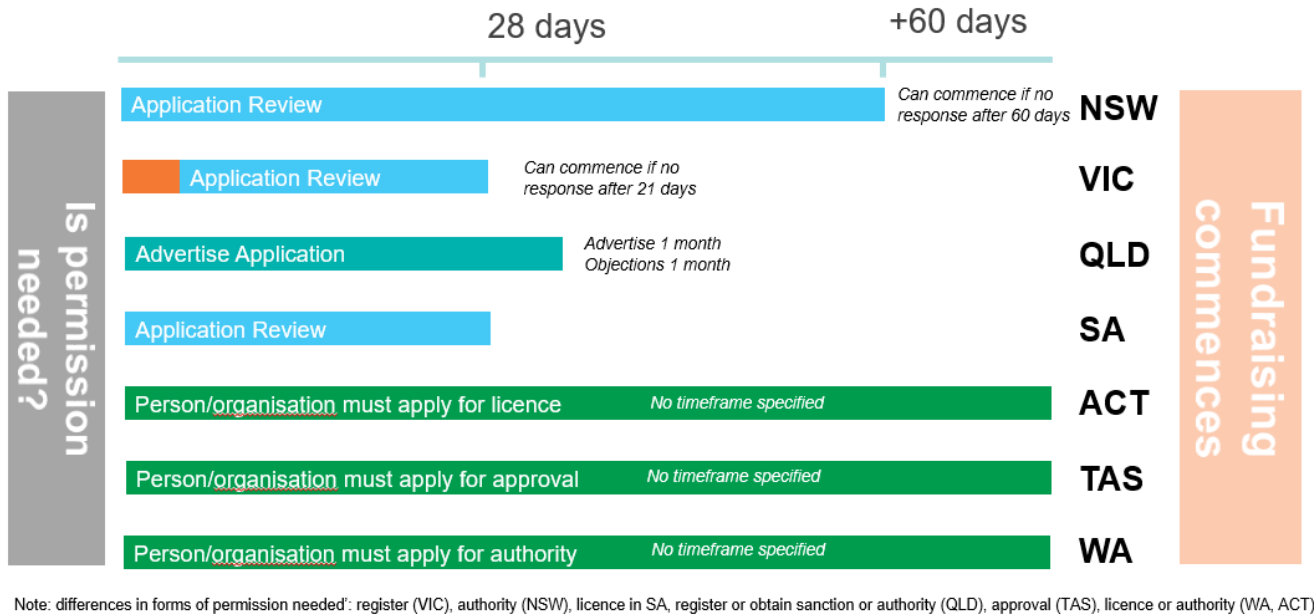 28 days
+60 days
Is permission
needed?
Application Review
Can commence if no
response after 60 days
NSW
Application Review
Can commence if no
response after 21 days
VIC
Advertise Application
Advertise 1 month
Objections 1 month
QLD
Application Review
SA
Person/organisation must apply for licence
No timeframe specified
ACT
Person/organisation must apply for approval
No timeframe specified
TAS
Person/organisation must apply for authority
No timeframe specified
WA
Fundraising
commences
Note: differences in forms of permission needed’: register (VIC), authority (NSW), licence in SA, register or obtain sanction or authority (QLD), approval (TAS), licence or authority (WA, ACT)